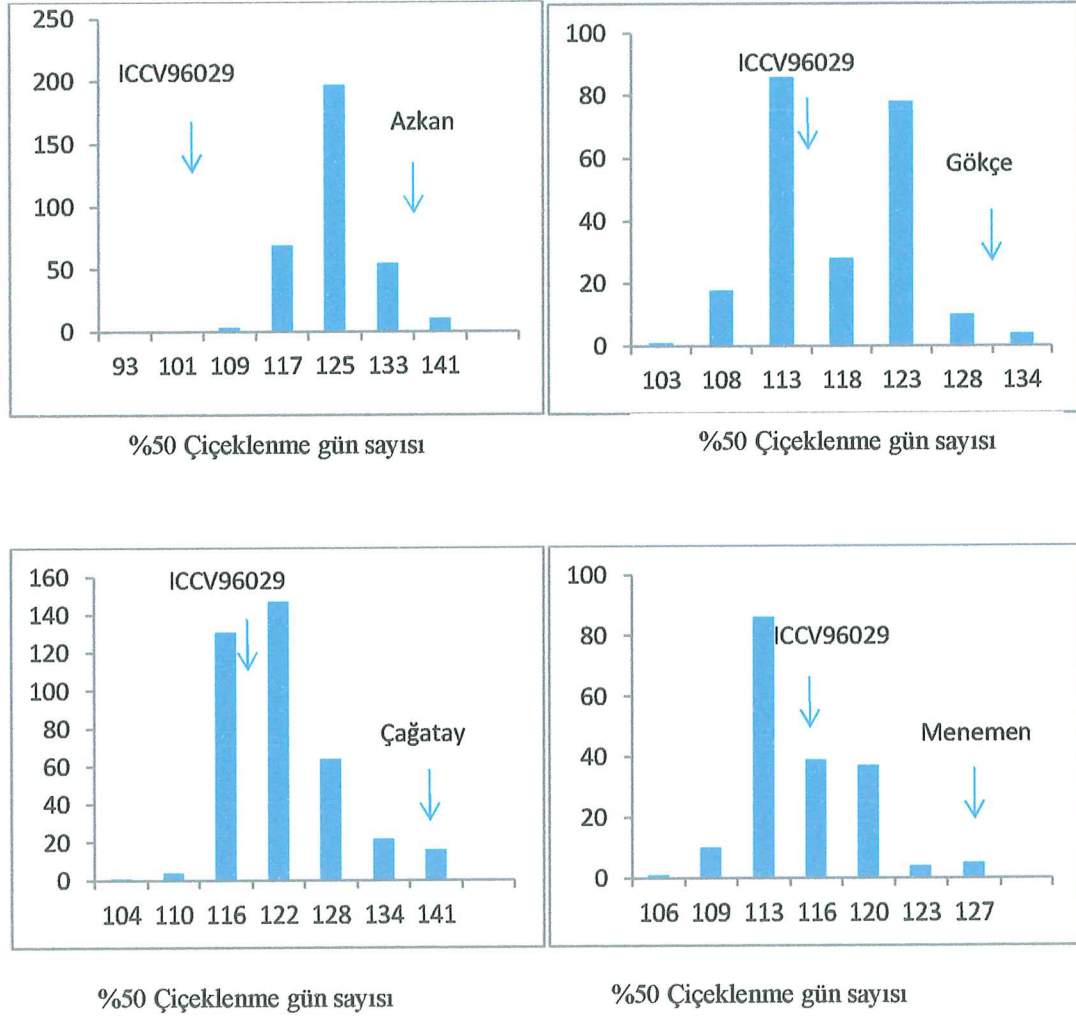 250
200
150
100
50
0
ICCV96029
Azkan
93 101 109 117 125 133 141
%50 Çiçeklenme gün sayısı
100
80
60
40
20
0
ICCV96029
Gökçe
103 108 113 118 123 128 134
%50 Çiçeklenme gün sayısı
160
140
120
100
80
60
40
20
0
ICCV96029
Çağatay
104 110 116 122 128 134 141
%50 Çiçeklenme gün sayısı
100
80
60
40
20
0
ICCV96029
Menemen
106 109 113 116 120 123 127
%50 Çiçeklenme gün sayısı